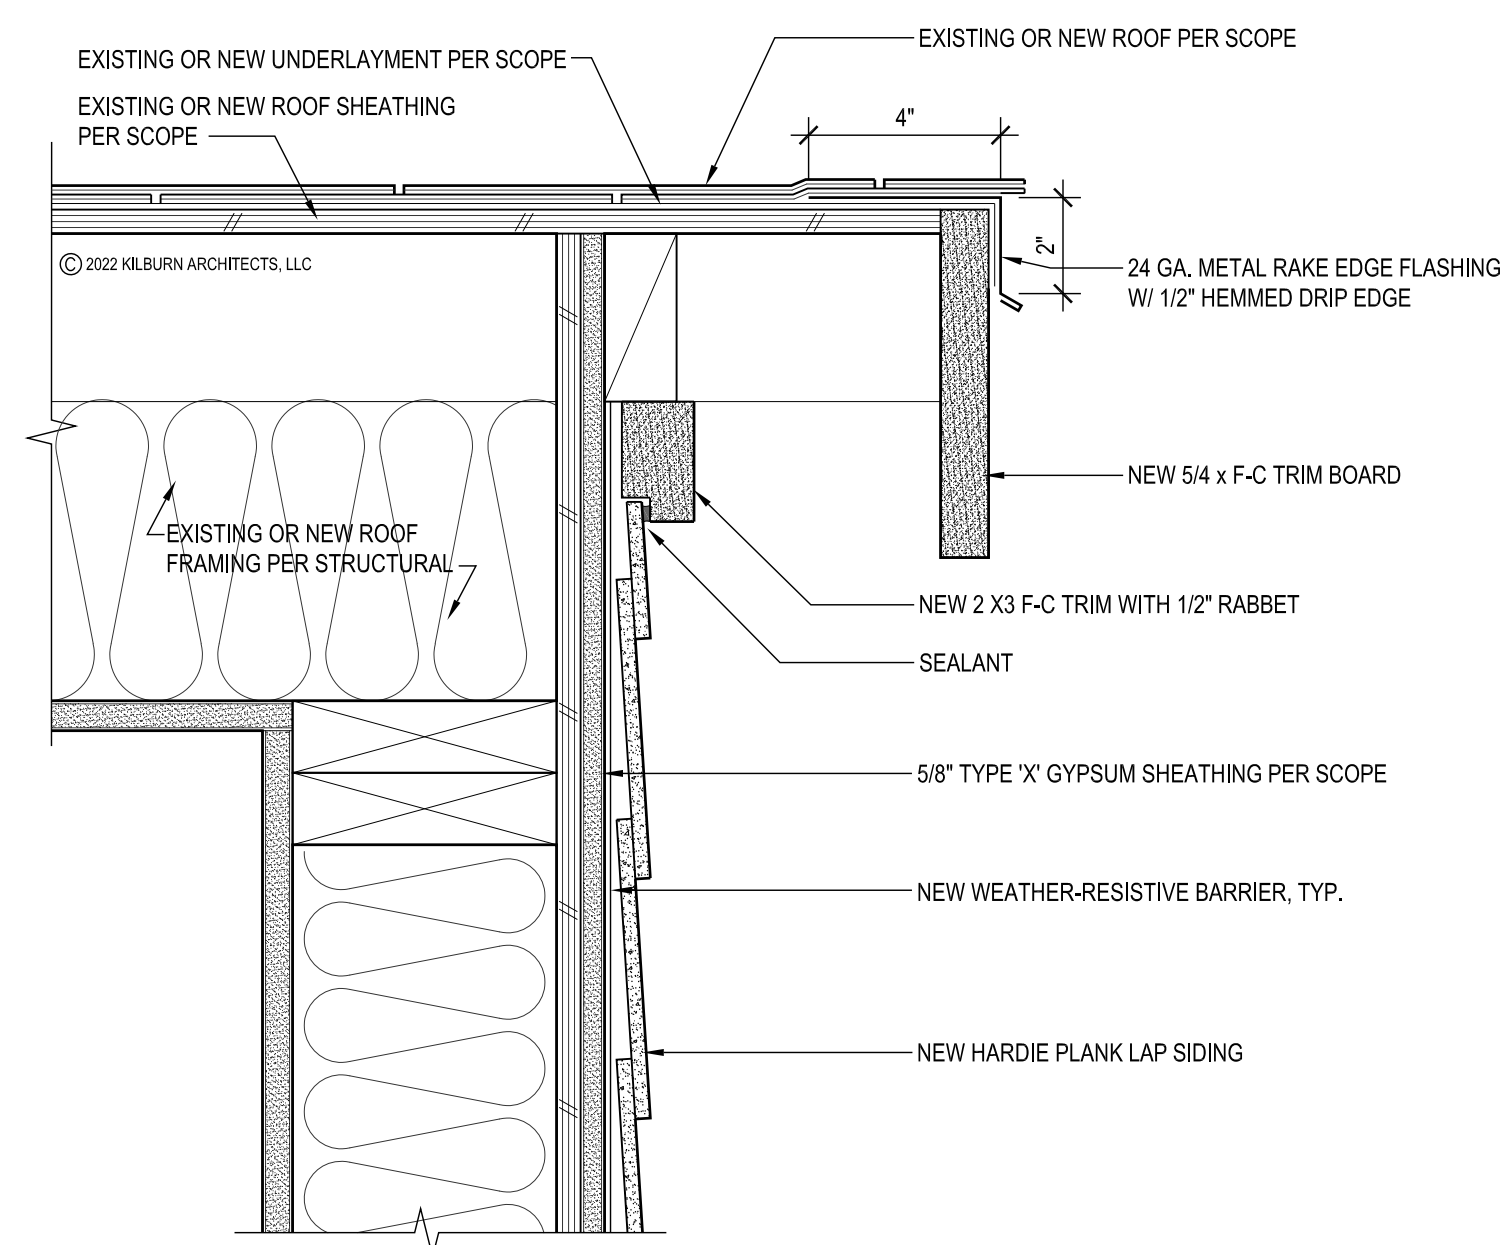 EXISTING OR NEW UNDERLAYMENT PER SCOPE
EXISTING OR NEW ROOF SHEATHING
PER SCOPE
EXISTING OR NEW ROOF PER SCOPE
4"
© 2022 KILBURN ARCHITECTS, LLC
2"
24 GA. METAL RAKE EDGE FLASHING
W/ 1/2" HEMMED DRIP EDGE
NEW 5/4 x F-C TRIM BOARD
EXISTING OR NEW ROOF
FRAMING PER STRUCTURAL
NEW 2 X3 F-C TRIM WITH 1/2" RABBET
SEALANT
5/8" TYPE 'X' GYPSUM SHEATHING PER SCOPE
NEW WEATHER-RESISTIVE BARRIER, TYP.
NEW HARDIE PLANK LAP SIDING